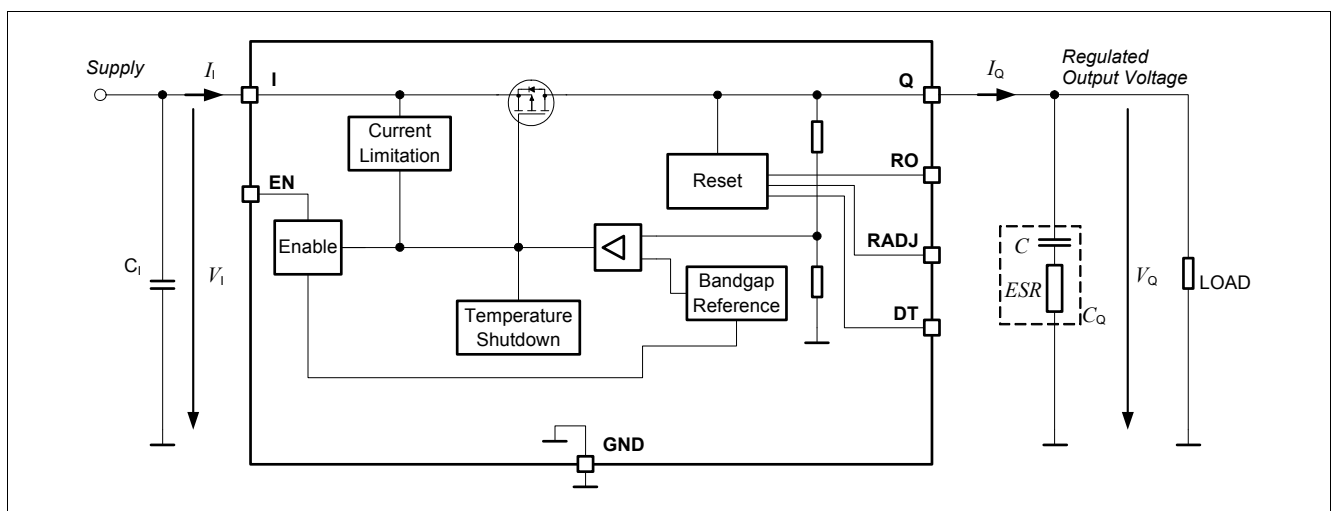 Supply
I_I
I
Q
I_Q
Regulated
Output Voltage
Current
Limitation
RO
Reset
EN
RADJ
Enable
C_I
V_I
Bandgap
Reference
C
ESR
C_Q
V_Q
LOAD
Temperature
Shutdown
DT
GND